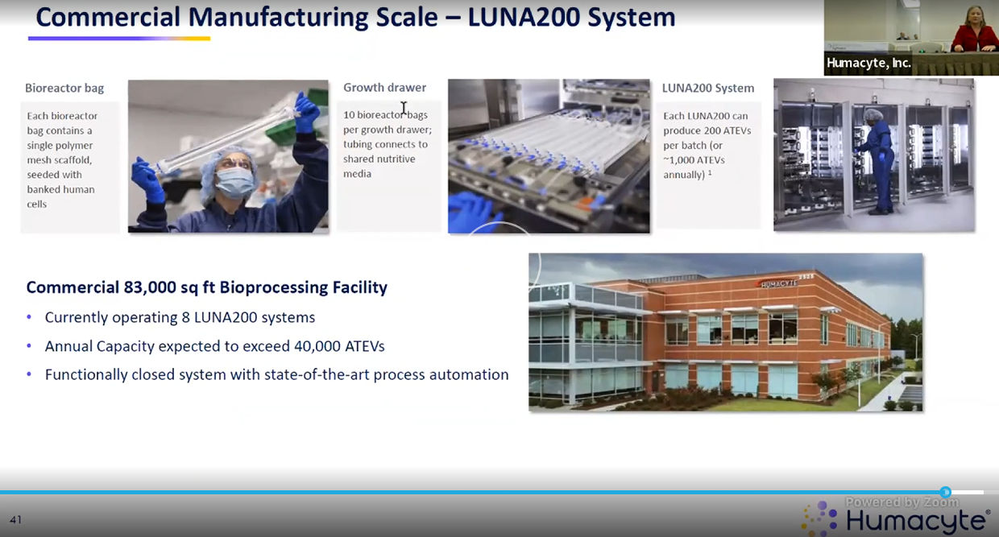 Commercial Manufacturing Scale – LUNA200 System
Humacyte, Inc.
Bioreactor bag
Each bioreactor
bag contains a
single polymer
mesh scaffold,
seeded with
banked human
cells
Growth drawer
10 bioreactor bags
per growth drawer;
tubing connects to
shared nutritive
media
LUNA200 System
Each LUNA200 can
produce 200 ATEVs
per batch (or
~1,000 ATEVs
annually) 1
Commercial 83,000 sq ft Bioprocessing Facility
• Currently operating 8 LUNA200 systems
• Annual Capacity expected to exceed 40,000 ATEVs
• Functionally closed system with state-of-the-art process automation
HUMACYTE 2525
41
Powered by Zoom
Humacyte®